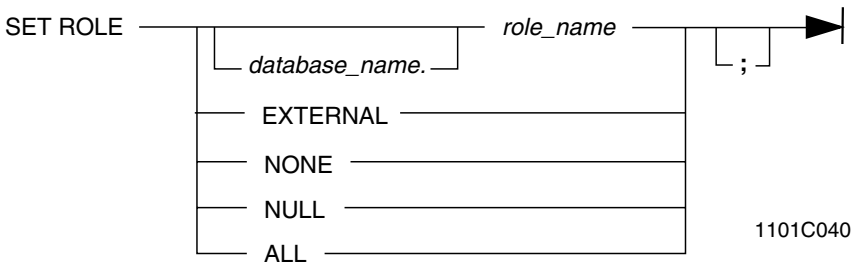 SET ROLE role_name
database_name. ;
EXTERNAL
NONE
NULL
1101C040
ALL